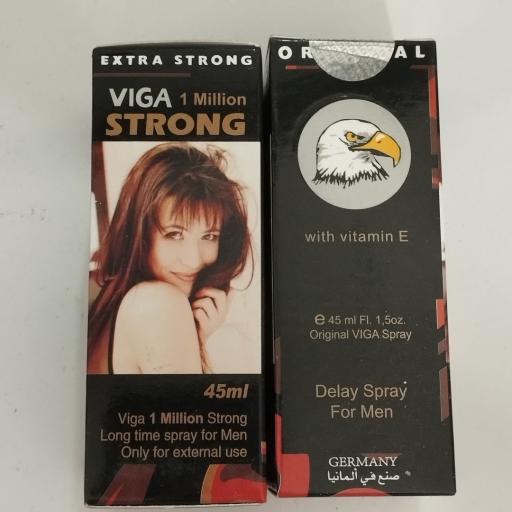 EXTRA STRONG
VIGA 1 Million
STRONG
45ml
Viga 1 Million Strong
Long time spray for Men
Only for external use
with vitamin E
e 45 ml Fl. 1,5oz.
Original VIGA Spray
Delay Spray
For Men
GERMANY
صنع في ألمانيا